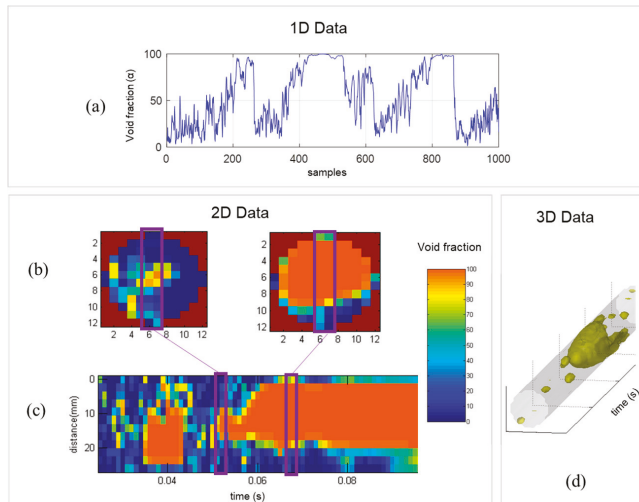 1D Data
(a)
Void fraction (α)
100
50
0
0 200 400 600 800 1000
samples
2D Data
3D Data
(b)
2
4
6
8
10
12
2 4 6 8 10 12
2
4
6
8
10
12
2 4 6 8 10 12
Void fraction
100
90
80
70
60
50
40
30
20
10
0
(c)
distance(mm)
0
10
20
0.04 0.06 0.08
time (s)
time (s)
(d)